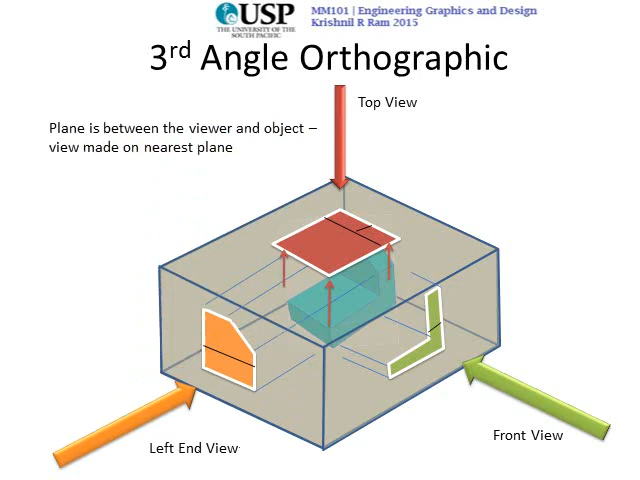 USP
THE UNIVERSITY OF THE
SOUTH PACIFIC
MM101 | Engineering Graphics and Design
Krishnil R Ram 2015
3rd Angle Orthographic
Top View
Plane is between the viewer and object –
view made on nearest plane
Front View
Left End View